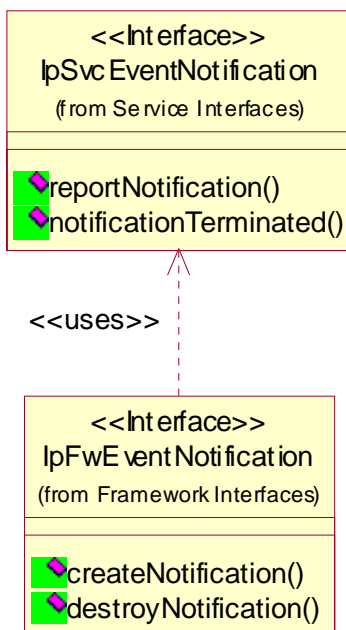 <<Interface>>
IpSvcEventNotification
(from Service Interfaces)
reportNotification()
notificationTerminated()
<<uses>>
<<Interface>>
IpFwEventNotification
(from Framework Interfaces)
createNotification()
destroyNotification()